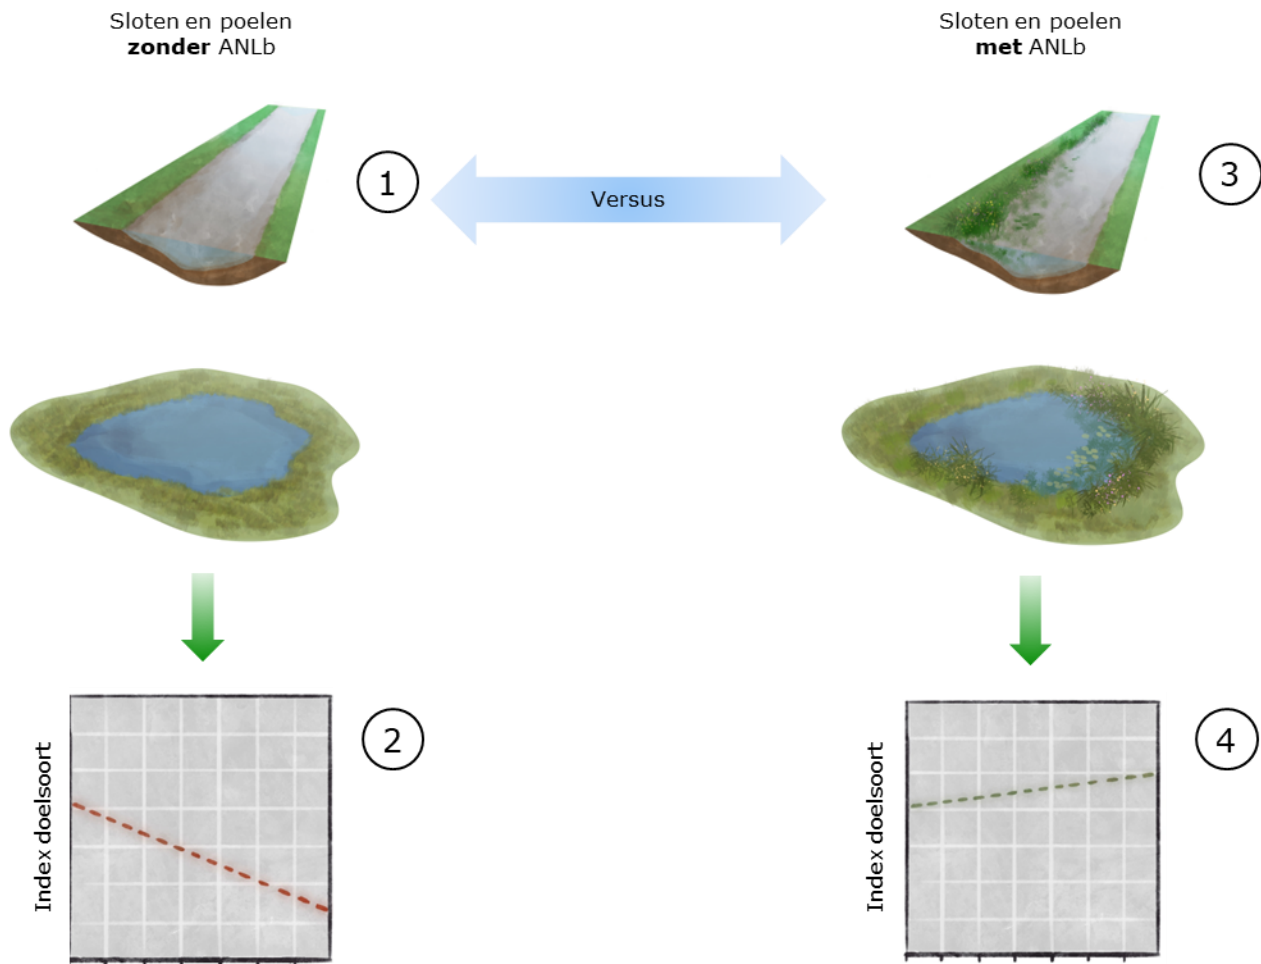 Sloten en poelen
zonder ANLb
Sloten en poelen
met ANLb
1
Versus
3
2
Index doelsoort
4
Index doelsoort